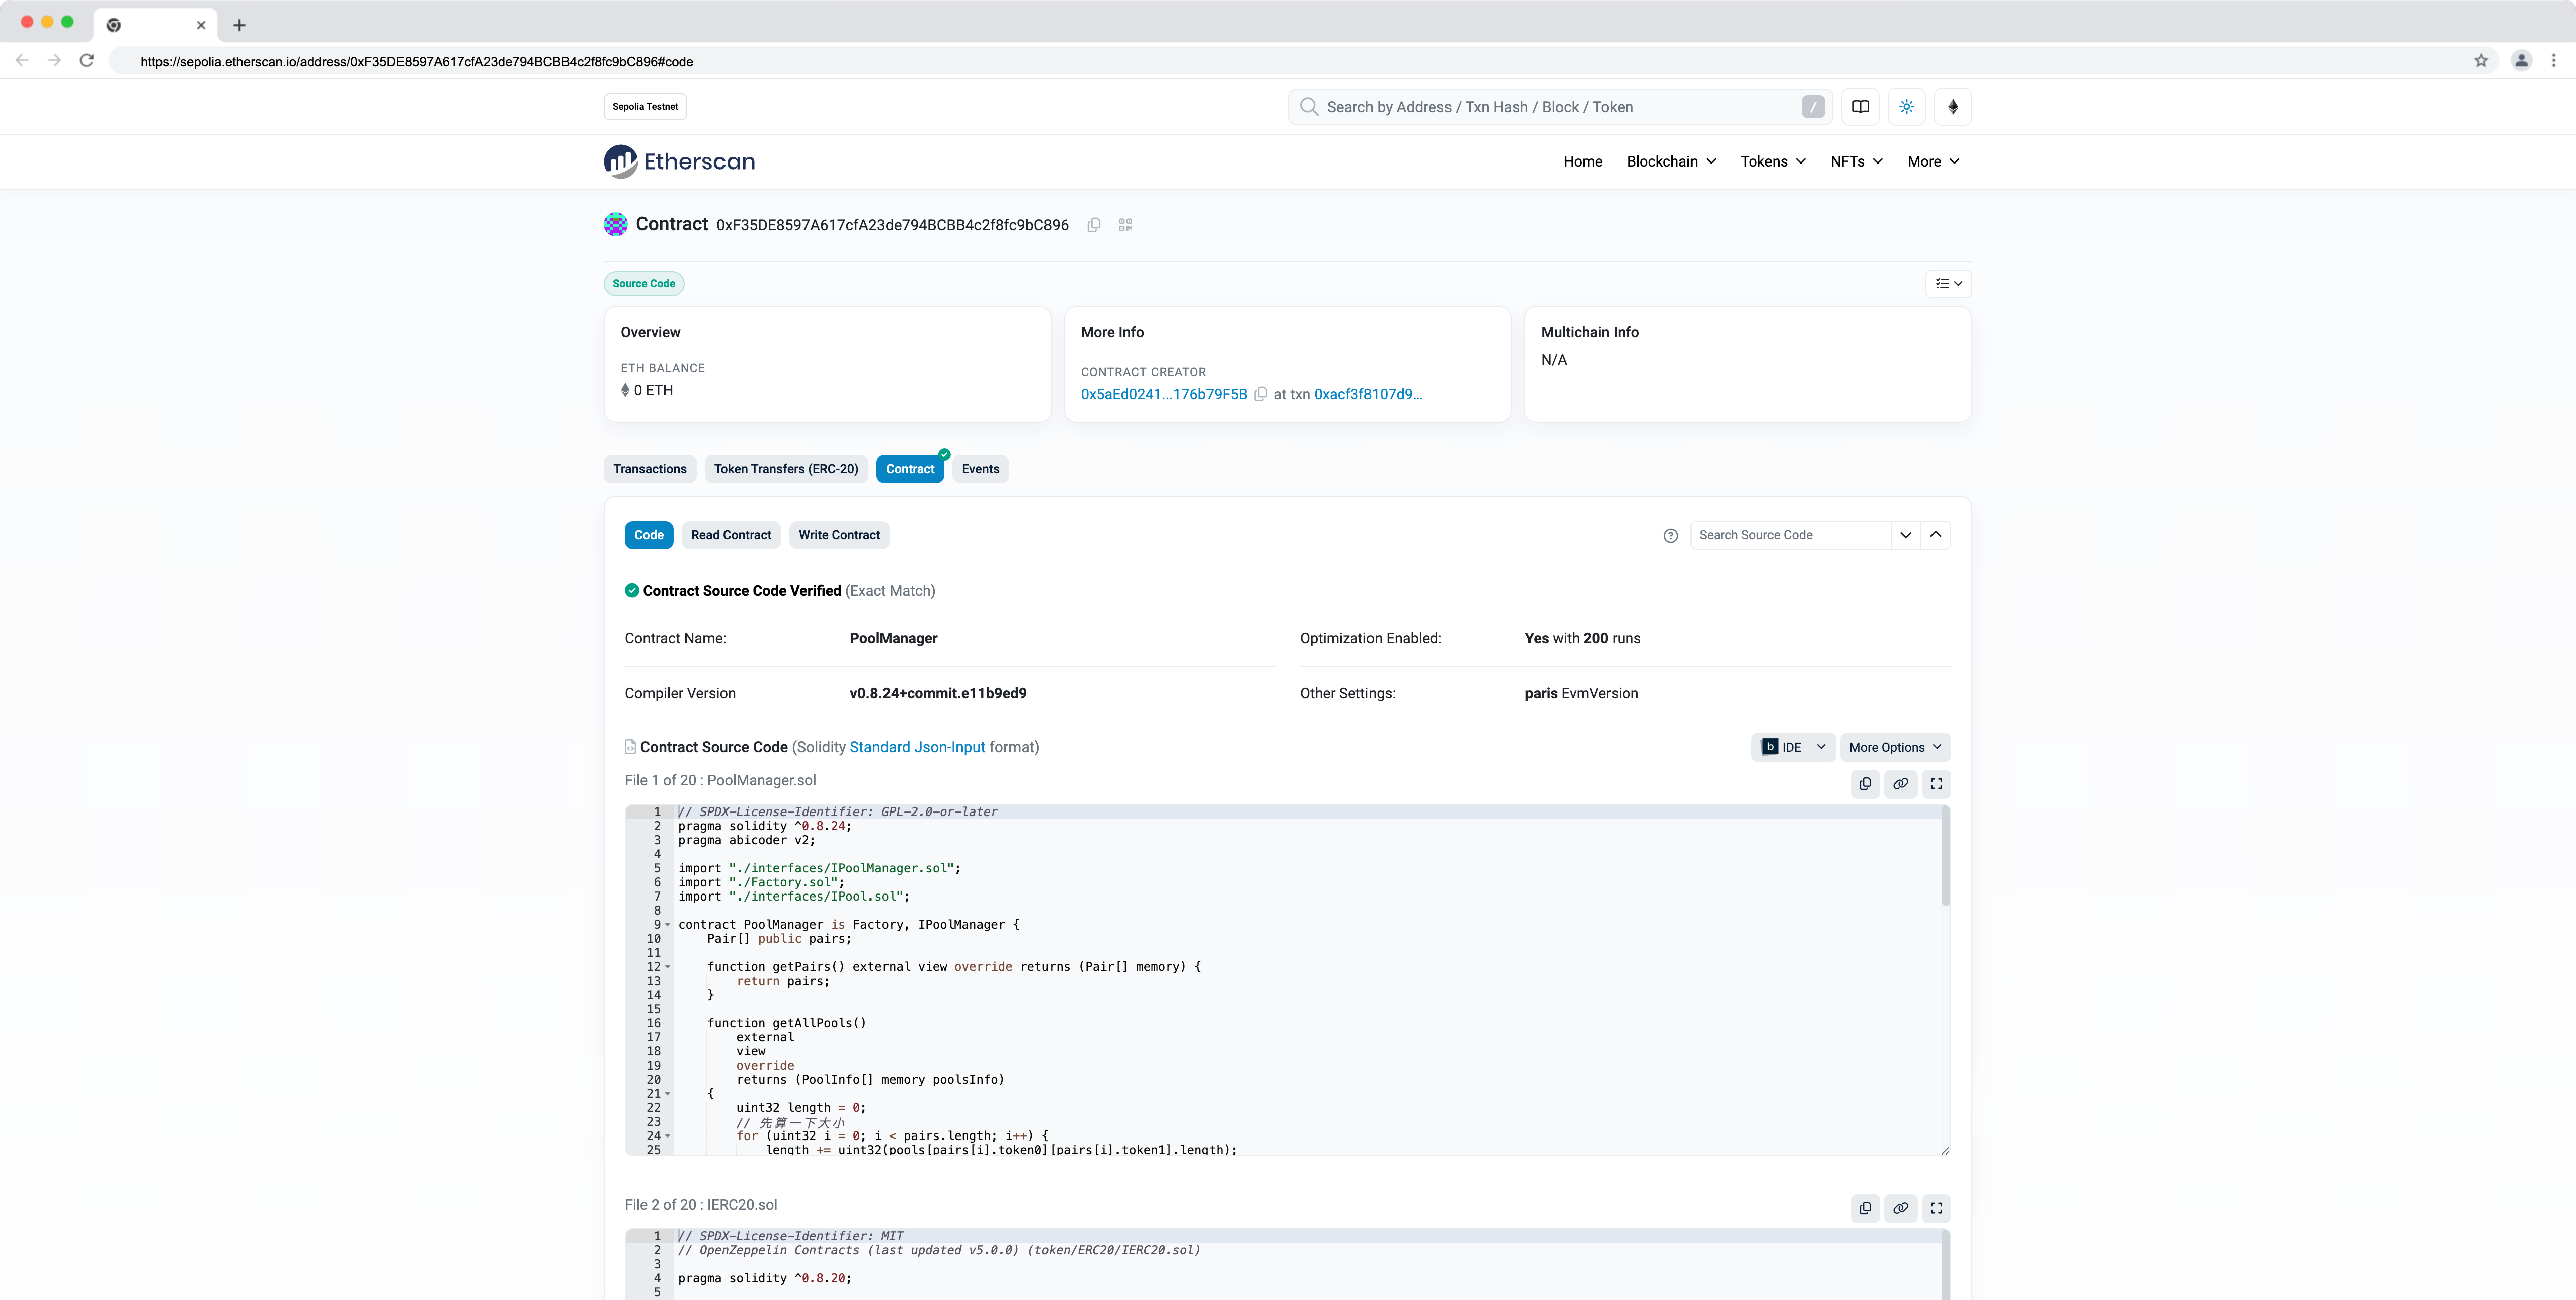 https://sepolia.etherscan.io/address/0xF35DE8597A617cfA23de794BCBB4c2f8fc9bC896#code
Sepolia Testnet
Search by Address / Txn Hash / Block / Token
/
Etherscan
Home
Blockchain
Tokens
NFTs
More
Contract 0xF35DE8597A617cfA23de794BCBB4c2f8fc9bC896
Source Code
Overview
ETH BALANCE
0 ETH
More Info
CONTRACT CREATOR
0x5aEd0241...176b79F5B at txn 0xacf3f8107d9...
Multichain Info
N/A
Transactions
Token Transfers (ERC-20)
Contract
Events
Code
Read Contract
Write Contract
Search Source Code
Contract Source Code Verified (Exact Match)
Contract Name: PoolManager
Optimization Enabled: Yes with 200 runs
Compiler Version v0.8.24+commit.e11b9ed9
Other Settings: paris EvmVersion
Contract Source Code (Solidity Standard Json-Input format)
b IDE
More Options
File 1 of 20 : PoolManager.sol
1 // SPDX-License-Identifier: GPL-2.0-or-later
2 pragma solidity ^0.8.24;
3 pragma abicoder v2;
4
5 import "./interfaces/IPoolManager.sol";
6 import "./Factory.sol";
7 import "./interfaces/IPool.sol";
8
9 contract PoolManager is Factory, IPoolManager {
10 Pair[] public pairs;
11
12 function getPairs() external view override returns (Pair[] memory) {
13 return pairs;
14 }
15
16 function getAllPools()
17 external
18 view
19 override
20 returns (PoolInfo[] memory poolsInfo)
21 {
22 uint32 length = 0;
23 // 先算一下大小
24 for (uint32 i = 0; i < pairs.length; i++) {
25 length += uint32(pools[pairs[i].token0][pairs[i].token1].length);
File 2 of 20 : IERC20.sol
1 // SPDX-License-Identifier: MIT
2 // OpenZeppelin Contracts (last updated v5.0.0) (token/ERC20/IERC20.sol)
3
4 pragma solidity ^0.8.20;
5